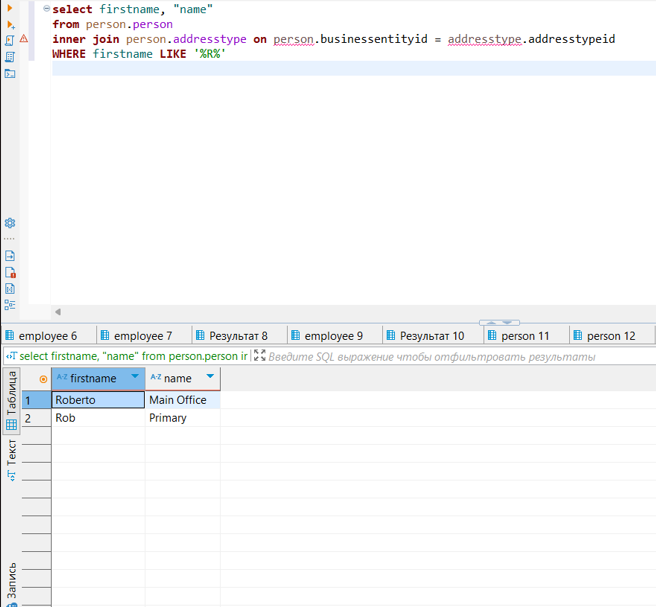 select firstname, "name"
from person.person
inner join person.addresstype on person.businessentityid = addresstype.addresstypeid
WHERE firstname LIKE '%R%'
employee 6 employee 7 Результат 8 employee 9 Результат 10 person 11 person 12
select firstname, "name" from person.person ir Введите SQL выражение чтобы отфильтровать результаты
Таблица
Текст
Запись
A-Z firstname A-Z name
1 Roberto Main Office
2 Rob Primary